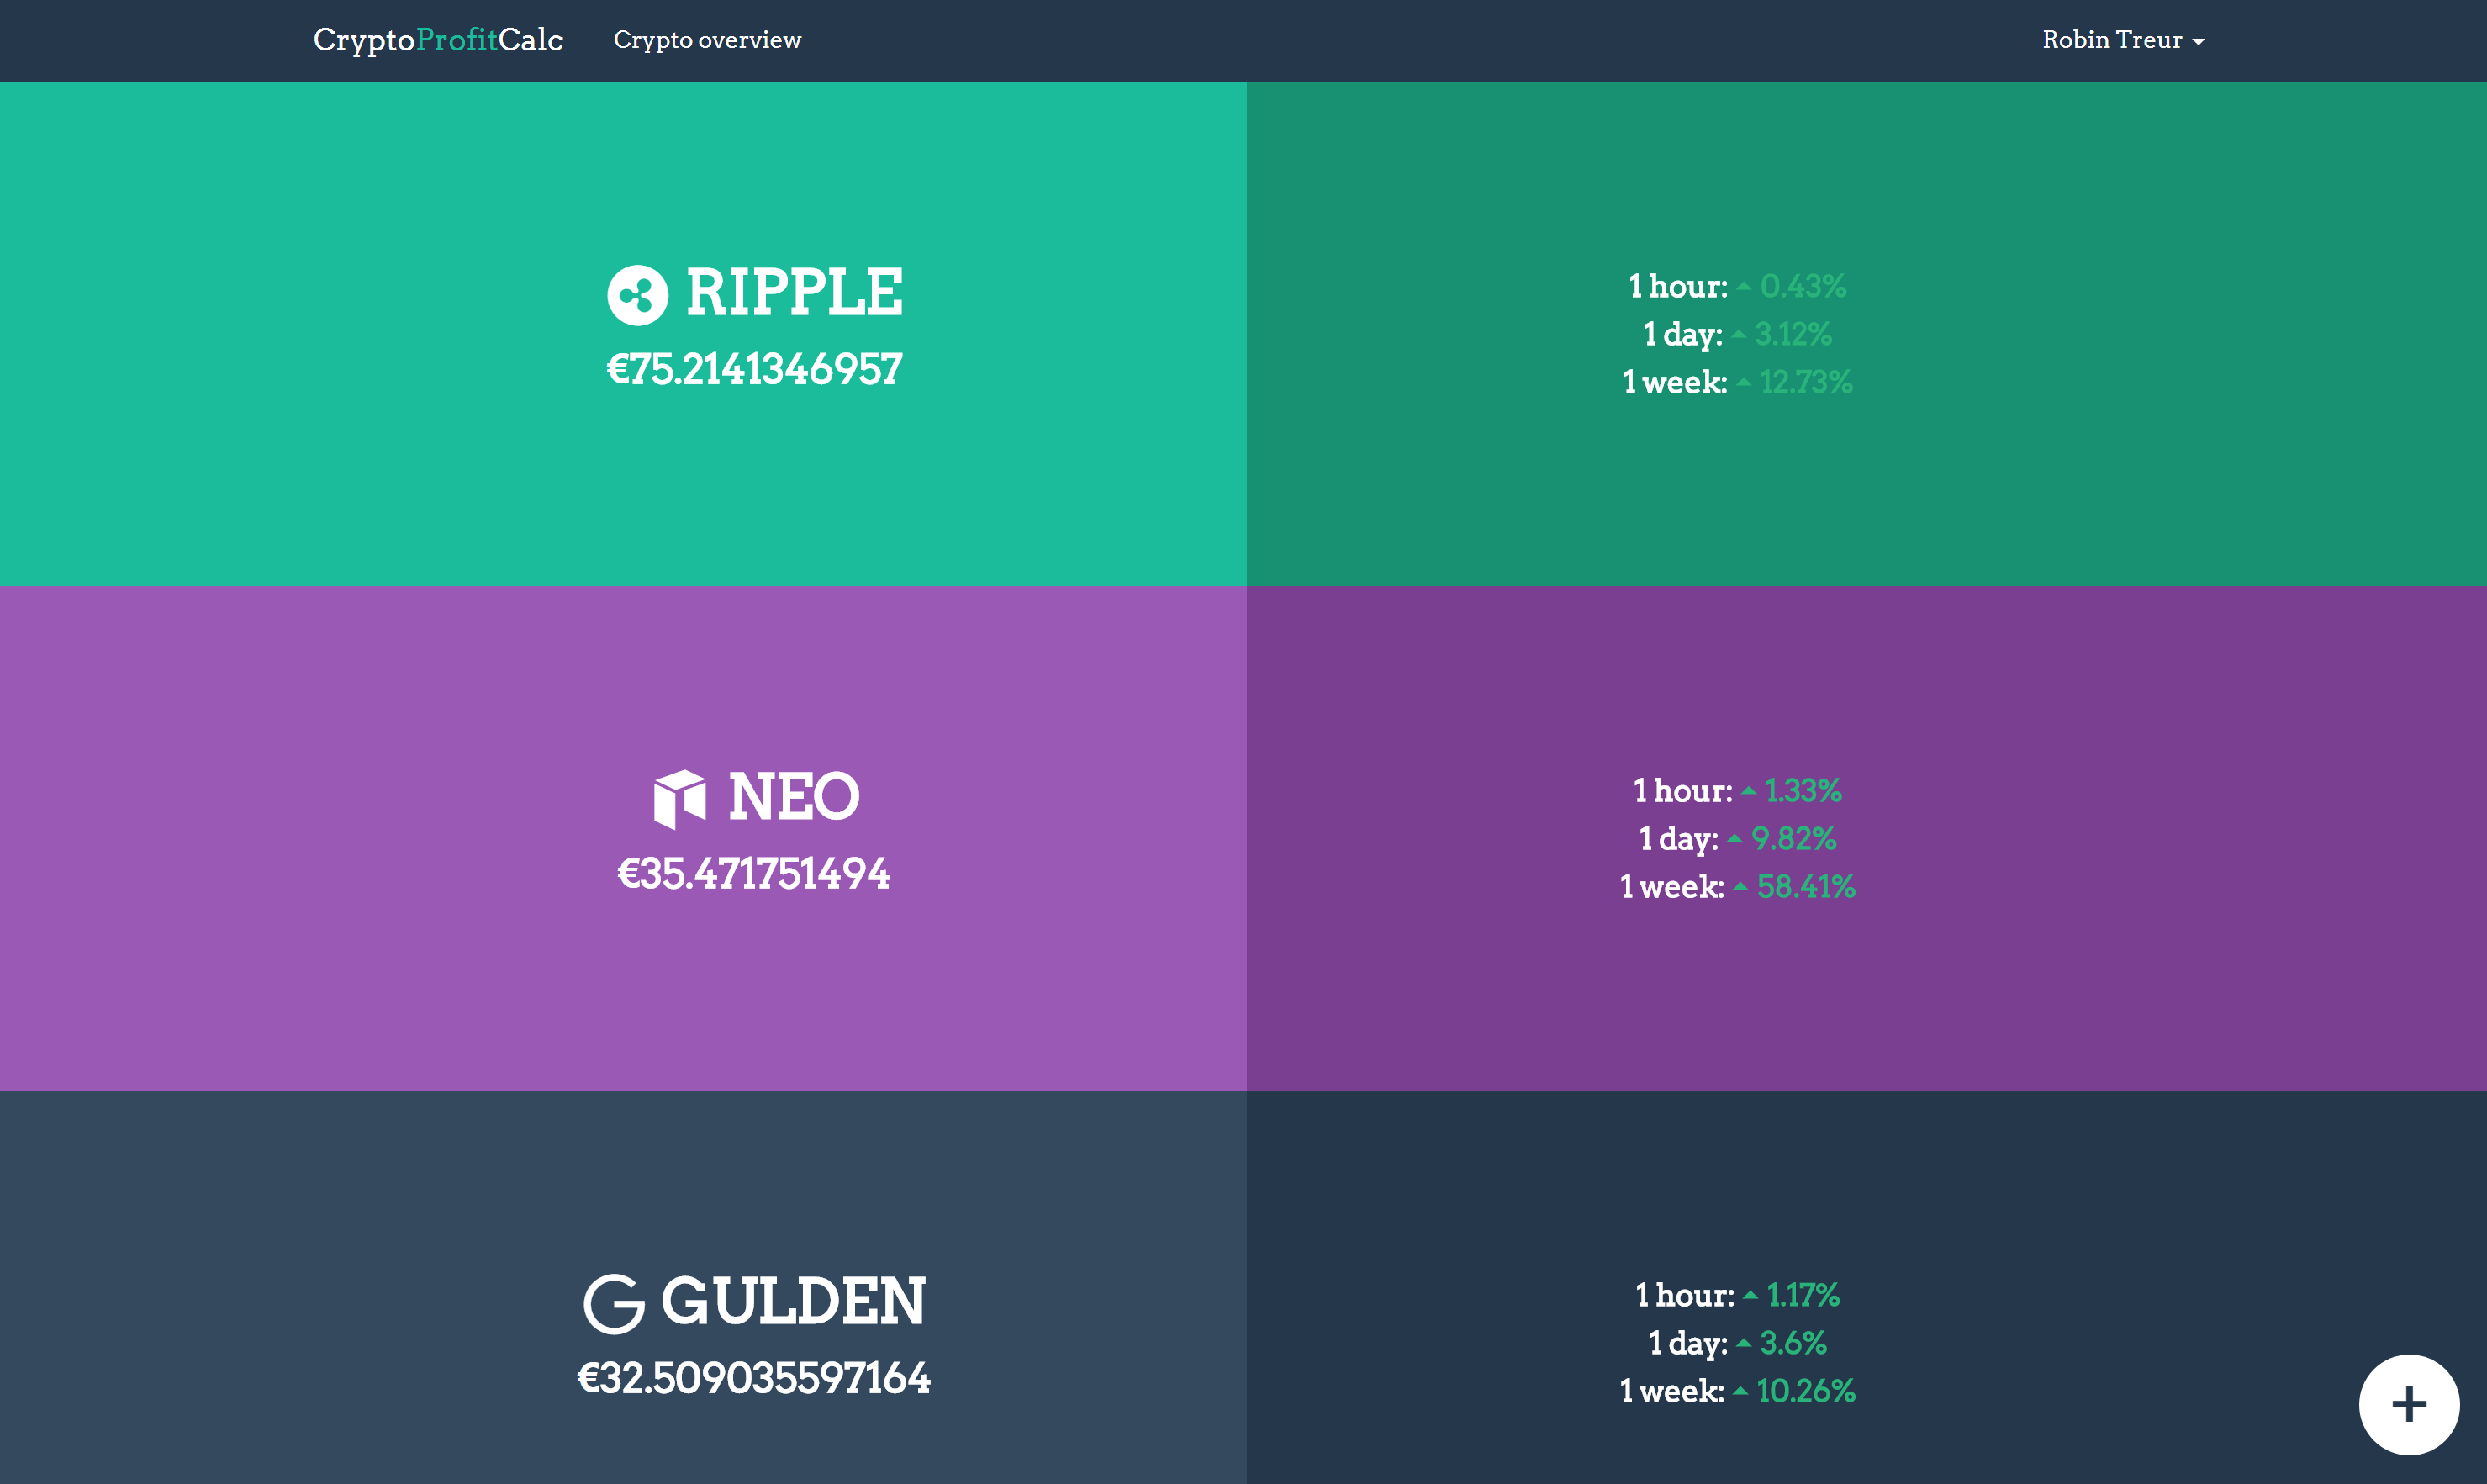 CryptoProfitCalc Crypto overview Robin Treur
RIPPLE
€75.2141346957
1 hour: 0.43%
1 day: 3.12%
1 week: 12.73%
NEO
€35.471751494
1 hour: 1.33%
1 day: 9.82%
1 week: 58.41%
GULDEN
€32.509035597164
1 hour: 1.17%
1 day: 3.6%
1 week: 10.26%
+